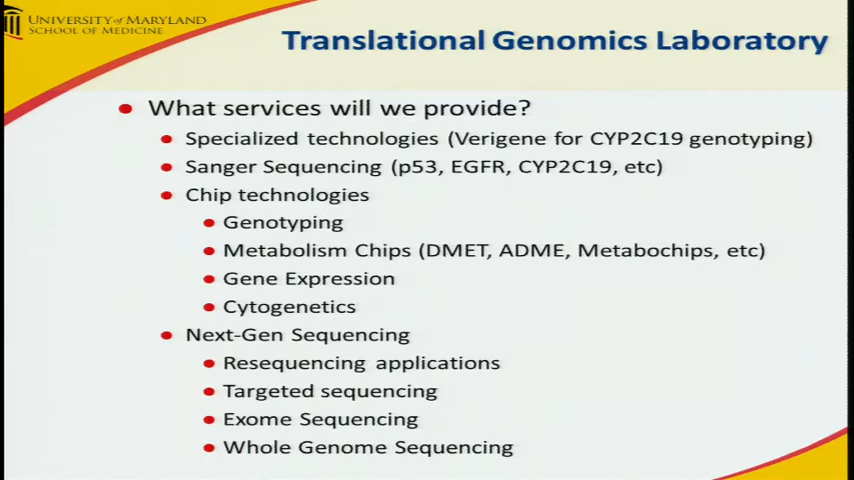 UNIVERSITY of MARYLAND
SCHOOL OF MEDICINE
Translational Genomics Laboratory
What services will we provide?
Specialized technologies (Verigene for CYP2C19 genotyping)
Sanger Sequencing (p53, EGFR, CYP2C19, etc)
Chip technologies
Genotyping
Metabolism Chips (DMET, ADME, Metabochips, etc)
Gene Expression
Cytogenetics
Next-Gen Sequencing
Resequencing applications
Targeted sequencing
Exome Sequencing
Whole Genome Sequencing